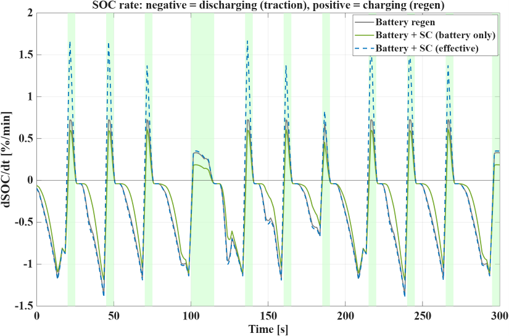 SOC rate: negative = discharging (traction), positive = charging (regen)
Battery regen
Battery + SC (battery only)
Battery + SC (effective)
dSOC/dt [%/min]
2
1.5
1
0.5
0
-0.5
-1
-1.5
0 50 100 150 200 250 300
Time [s]